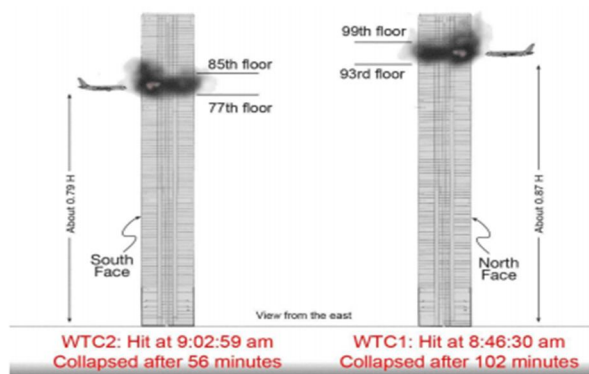 85th floor
77th floor
About 0.79 H
South
Face
99th floor
93rd floor
About 0.87 H
North
Face
View from the east
WTC2: Hit at 9:02:59 am
Collapsed after 56 minutes
WTC1: Hit at 8:46:30 am
Collapsed after 102 minutes